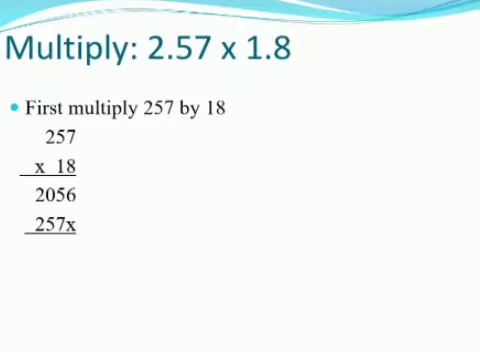 Multiply: 2.57 x 1.8
First multiply 257 by 18
257
x 18
2056
257x